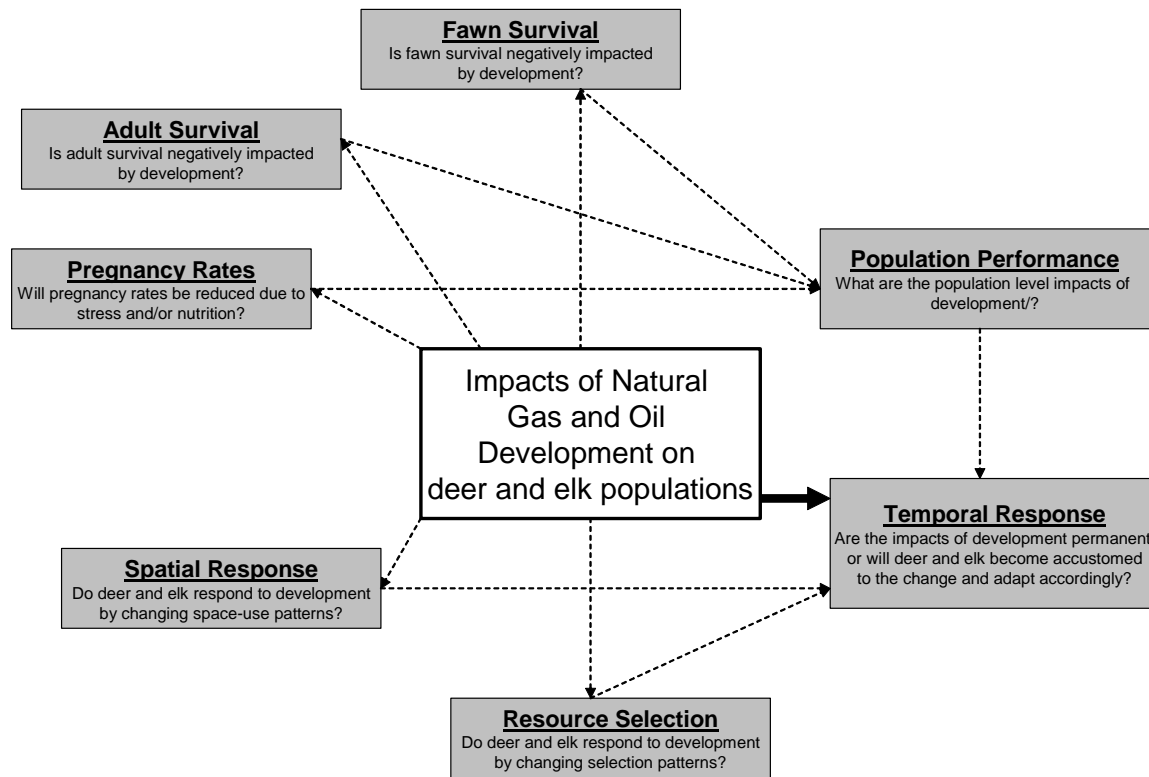 Fawn Survival
Is fawn survival negatively impacted
by development?
Adult Survival
Is adult survival negatively impacted
by development?
Pregnancy Rates
Will pregnancy rates be reduced due to
stress and/or nutrition?
Population Performance
What are the population level impacts of
development/?
Impacts of Natural
Gas and Oil
Development on
deer and elk populations
Temporal Response
Are the impacts of development permanent
or will deer and elk become accustomed
to the change and adapt accordingly?
Spatial Response
Do deer and elk respond to development
by changing space-use patterns?
Resource Selection
Do deer and elk respond to development
by changing selection patterns?